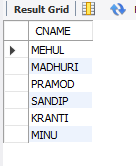 Result Grid
CNAME
MEHUL
MADHURI
PRAMOD
SANDIP
KRANTI
MINU